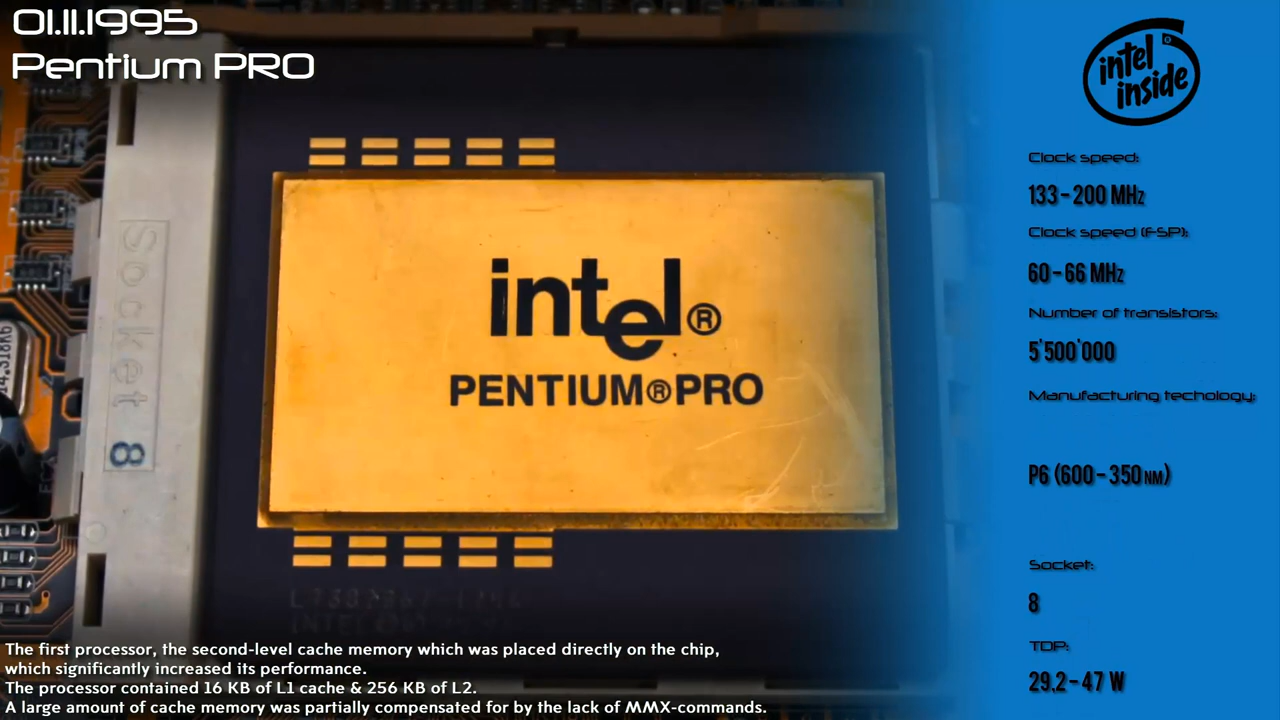 01.11.1995
Pentium PRO
intel inside ®
Clock speed:
133 - 200 MHz
Clock speed (FSP):
60 - 66 MHz
Number of transistors:
5'500'000
Manufacturing techology:
P6 (600 - 350 NM)
Socket:
8
TDP:
29,2 - 47 W
Socket 8
intel®
PENTIUM®PRO
The first processor, the second-level cache memory which was placed directly on the chip,
which significantly increased its performance.
The processor contained 16 KB of L1 cache & 256 KB of L2.
A large amount of cache memory was partially compensated for by the lack of MMX-commands.